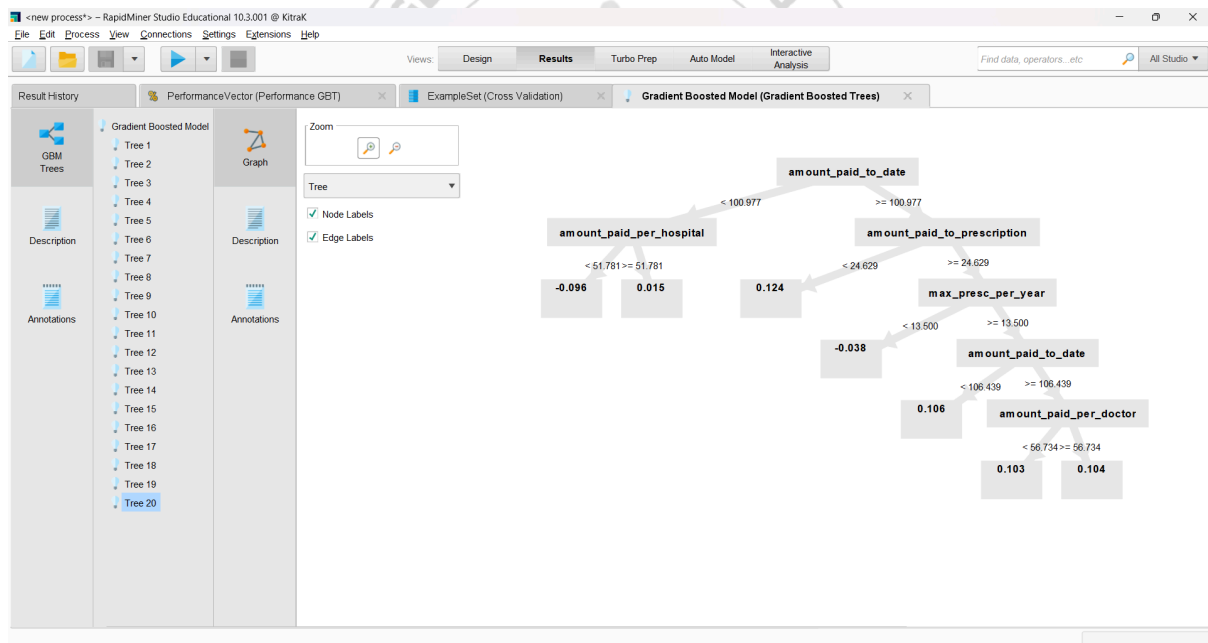 <new process*> – RapidMiner Studio Educational 10.3.001 @ KitraK
File Edit Process View Connections Settings Extensions Help
Views: Design Results Turbo Prep Auto Model Interactive Analysis Find data, operators...etc All Studio
Result History PerformanceVector (Performance GBT) ExampleSet (Cross Validation) Gradient Boosted Model (Gradient Boosted Trees)
GBM Trees
Description
Annotations
Gradient Boosted Model
Tree 1
Tree 2
Tree 3
Tree 4
Tree 5
Tree 6
Tree 7
Tree 8
Tree 9
Tree 10
Tree 11
Tree 12
Tree 13
Tree 14
Tree 15
Tree 16
Tree 17
Tree 18
Tree 19
Tree 20
Graph
Description
Annotations
Zoom
Tree
Node Labels
Edge Labels
amount_paid_to_date
< 100.977 >= 100.977
amount_paid_per_hospital amount_paid_to_prescription
< 51.781 >= 51.781 < 24.629 >= 24.629
-0.096 0.015 0.124 max_presc_per_year
< 13.500 >= 13.500
-0.038 amount_paid_to_date
< 106.439 >= 106.439
0.106 amount_paid_per_doctor
< 56.734 >= 56.734
0.103 0.104